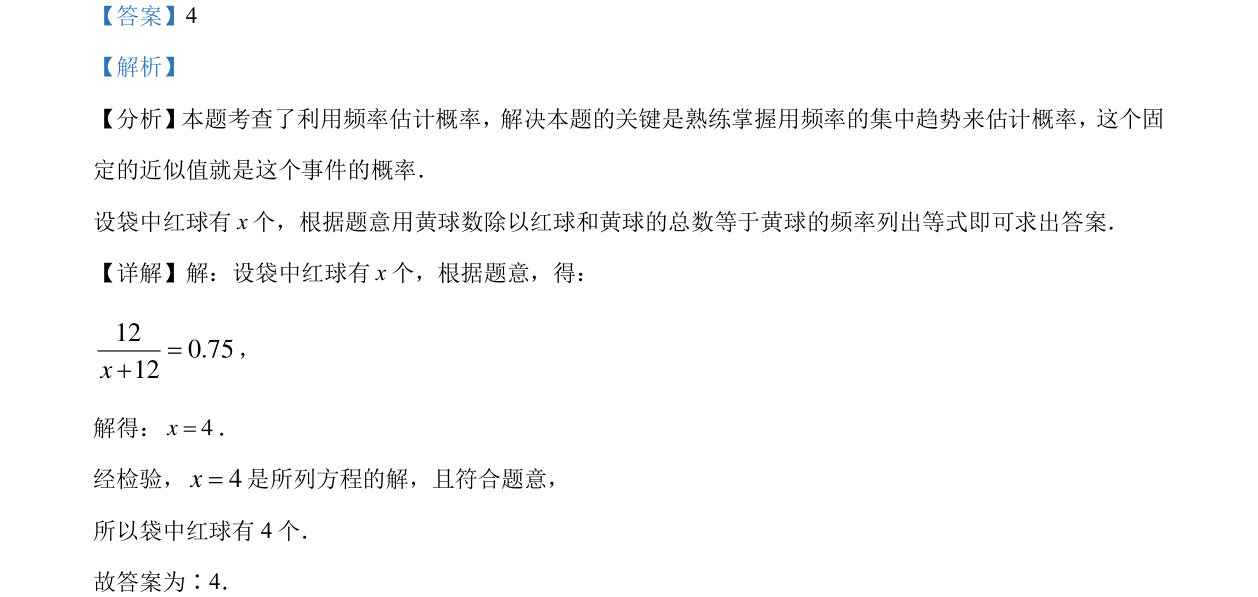 【答案】4
【解析】
【分析】本题考查了利用频率估计概率，解决本题的关键是熟练掌握用频率的集中趋势来估计概率，这个固
定的近似值就是这个事件的概率．
设袋中红球有 x 个，根据题意用黄球数除以红球和黄球的总数等于黄球的频率列出等式即可求出答案．
【详解】解：设袋中红球有 x 个，根据题意，得：
12
x+12 = 0.75，
解得：x = 4．
经检验，x = 4 是所列方程的解，且符合题意，
所以袋中红球有 4 个．
故答案为∶4．